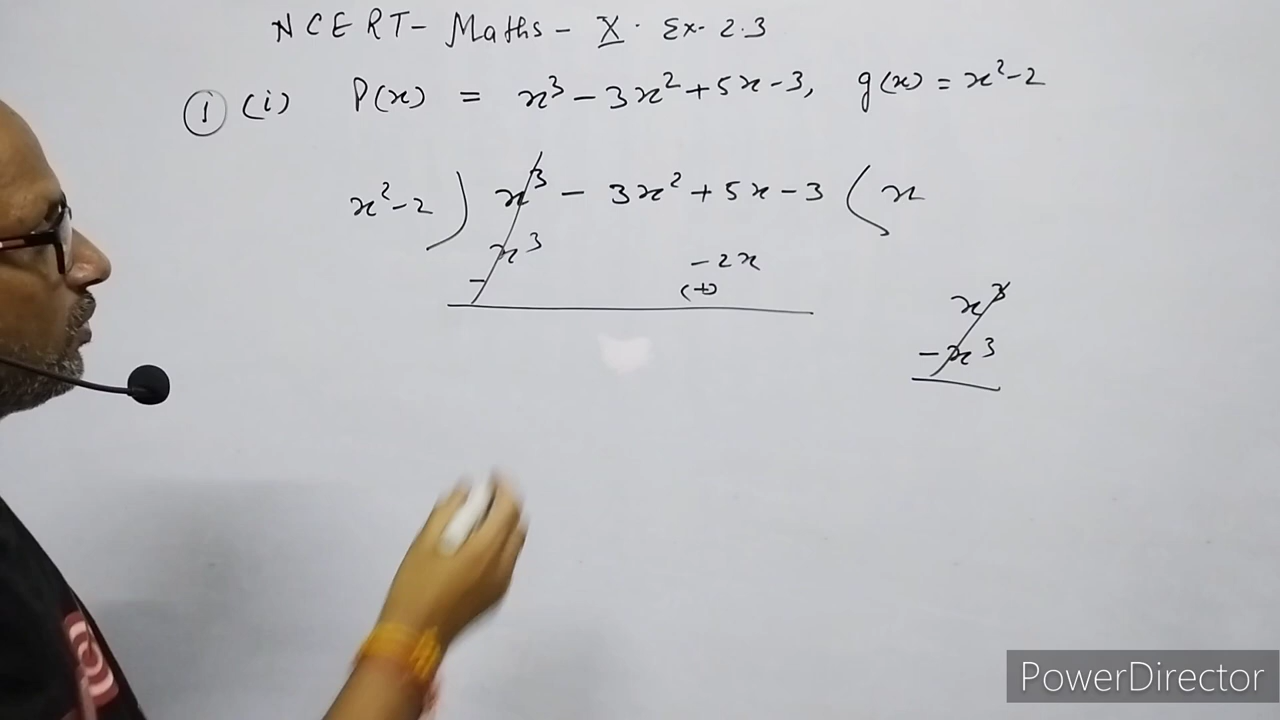 NCERT- Maths - X. Ex- 2.3
① (i) P(x) = x³ - 3x² + 5x - 3, g(x) = x² - 2
x² - 2 ) x³ - 3x² + 5x - 3 ( x
x³ - 2x
- (+)
x³
- x³
PowerDirector